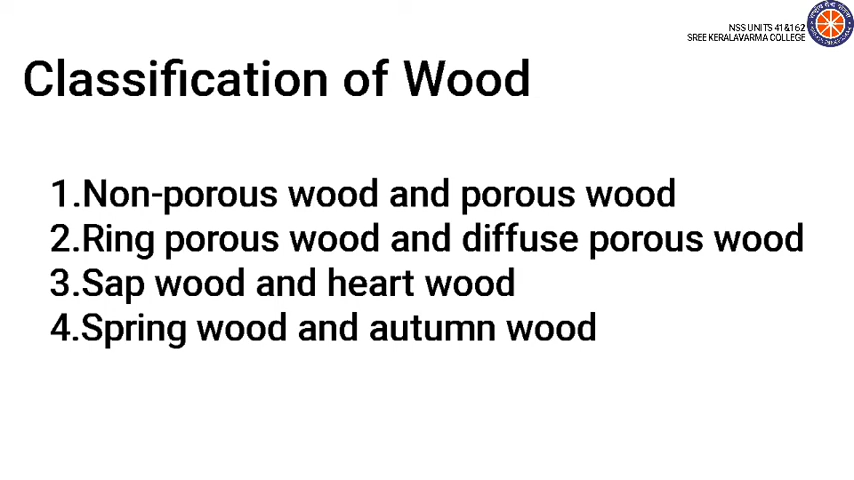 NSS UNITS 41&162
SREE KERALAVARMA COLLEGE
Classification of Wood
1.Non-porous wood and porous wood
2.Ring porous wood and diffuse porous wood
3.Sap wood and heart wood
4.Spring wood and autumn wood